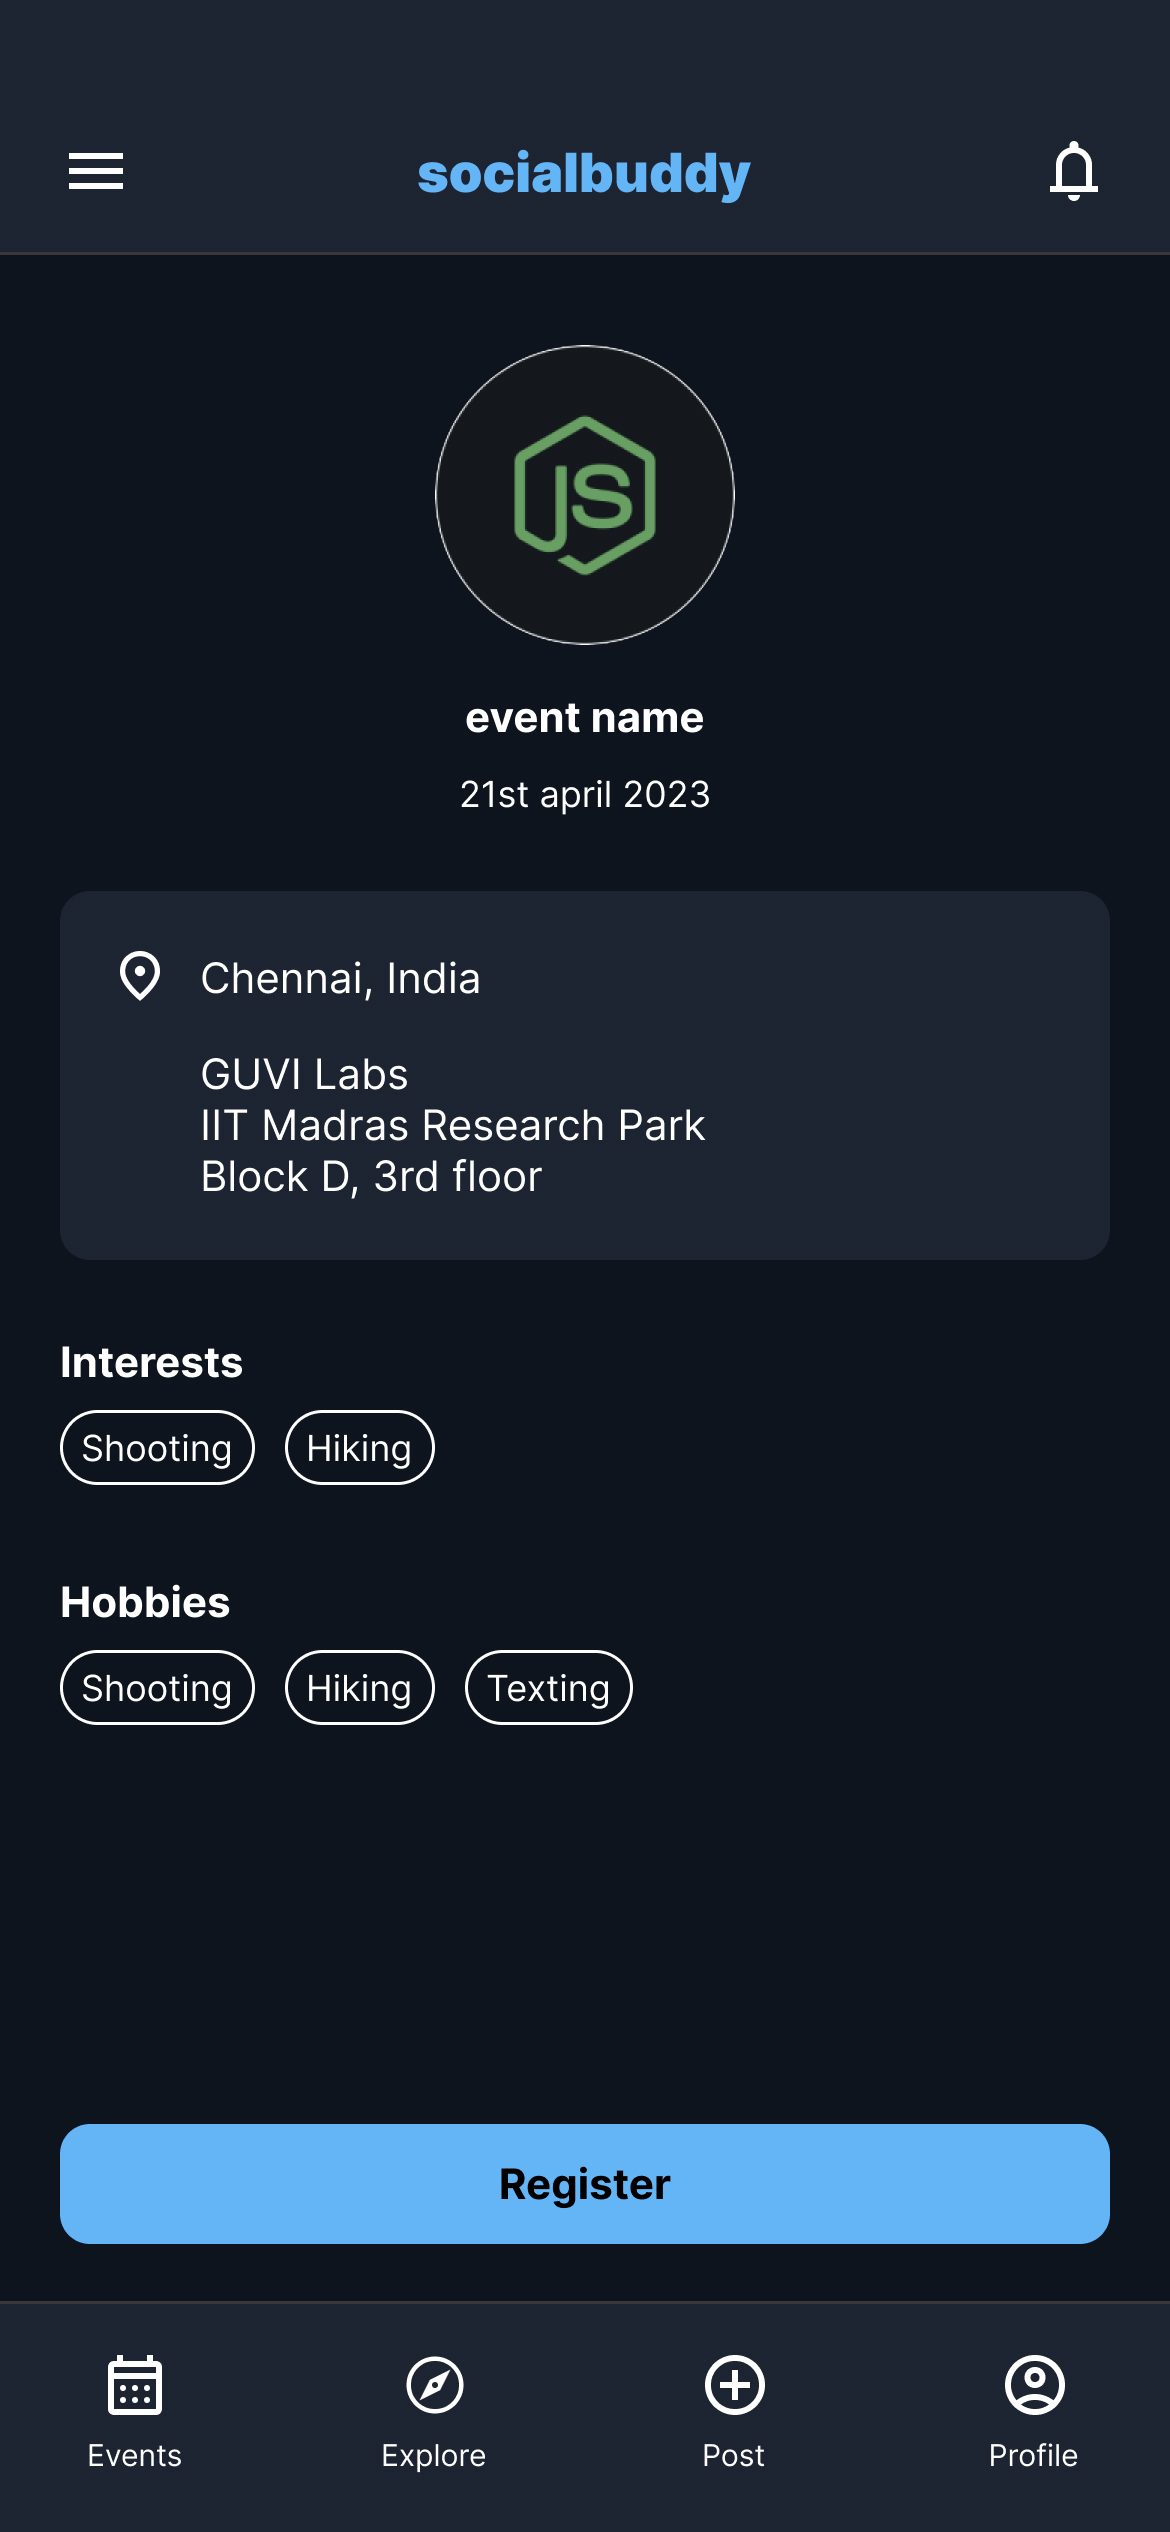 socialbuddy
JS
event name
21st april 2023
Chennai, India
GUVI Labs
IIT Madras Research Park
Block D, 3rd floor
Interests
Shooting Hiking
Hobbies
Shooting Hiking Texting
Register
Events Explore Post Profile